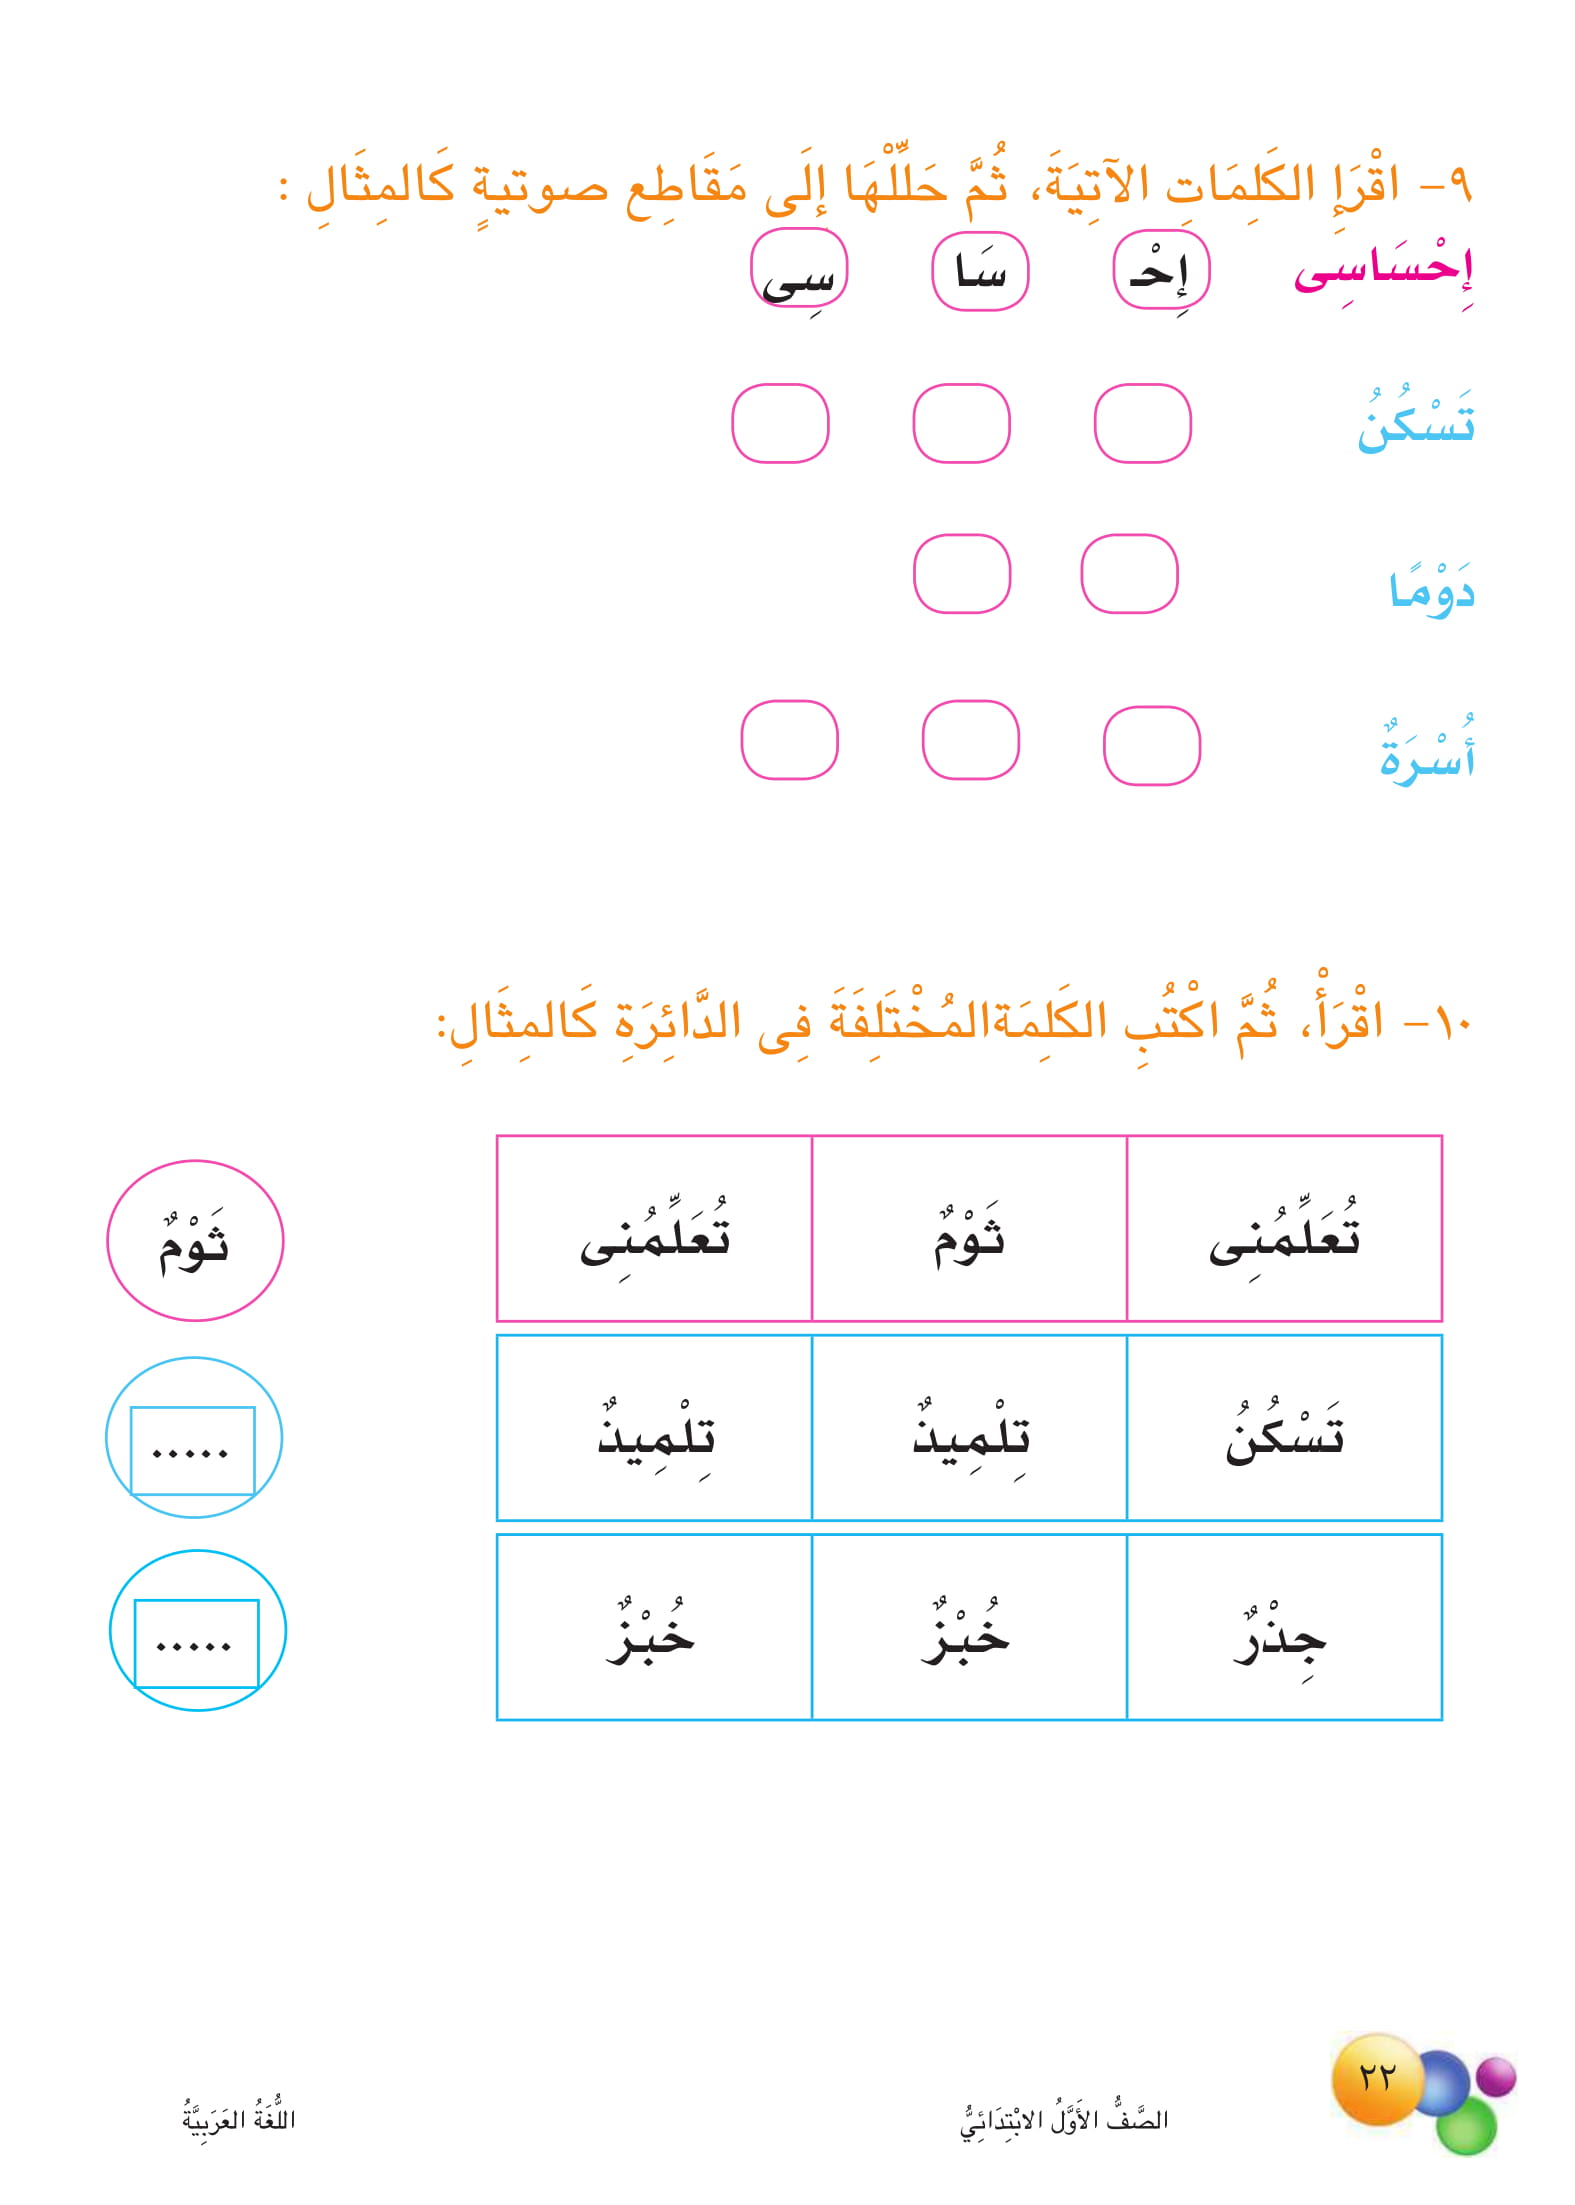 ٩- اقْرَإِ الكَلِمَاتِ الآتِيَةَ، ثُمَّ حَلِّلْهَا إِلَى مَقَاطِعٍ صوتيةٍ كَالمِثَالِ :
إِحْسَاسِى إِحْـ سَا سِى
تَسْكُنُ
دَوْمًا
أُسْرَةٌ
١٠- اقْرَأْ، ثُمَّ اكْتُبِ الكَلِمَةالمُخْتَلِفَةَ فِى الدَّائِرَةِ كَالمِثَالِ:
تُعَلِّمُنِى ثَوْمٌ تُعَلِّمُنِى ثَوْمٌ
تَسْكُنُ تِلْمِيذٌ تِلْمِيذٌ .....
جِذْرٌ خُبْزٌ خُبْزٌ .....
٢٢
الصَّفُّ الأَوَّلُ الابْتِدَائِيُّ اللُّغَةُ العَرَبِيَّةُ